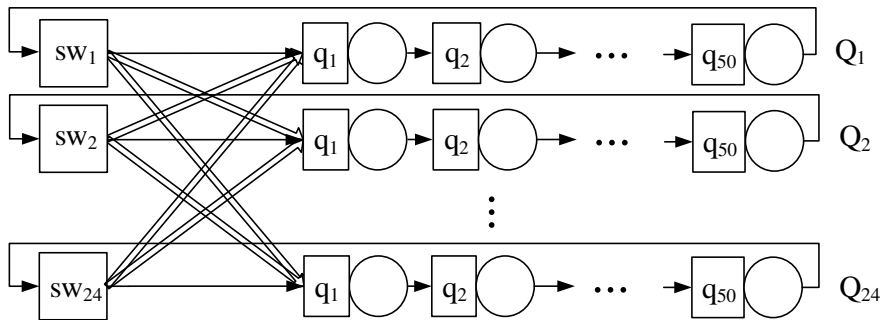 sw₁ q₁ q₂ ... q₅₀ Q₁
sw₂ q₁ q₂ ... q₅₀ Q₂
sw₂₄ q₁ q₂ ... q₅₀ Q₂₄